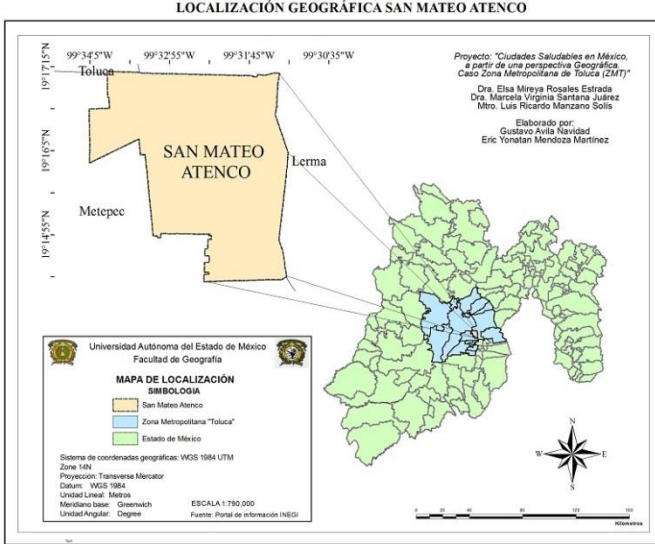 LOCALIZACIÓN GEOGRÁFICA SAN MATEO ATENCO
99°34'5"W 99°32'55"W 99°31'45"W 99°30'35"W
19°17'15"N
19°16'5"N
19°14'55"N
Toluca
SAN MATEO
ATENCO
Lerma
Metepec
Proyecto: "Ciudades Saludables en México,
a partir de una perspectiva Geográfica.
Caso Zona Metropolitana de Toluca (ZMT)"
Dra. Elsa Mireya Rosales Estrada
Dra. Marcela Virginia Santana Juárez
Mtro. Luis Ricardo Manzano Solís
Elaborado por:
Gustavo Avila Navidad
Eric Yonatan Mendoza Martínez
Universidad Autónoma del Estado de México
Facultad de Geografía
MAPA DE LOCALIZACIÓN
SIMBOLOGIA
San Mateo Atenco
Zona Metropolitana "Toluca"
Estado de México
Sistema de coordenadas geográficas: WGS 1984 UTM
Zone 14N
Proyección: Transverse Mercator
Datum: WGS 1984
Unidad Lineal: Metros
Meridiano base: Greenwich
Unidad Angular: Degree
ESCALA 1:790,000
Fuente: Portal de información INEGI
N
W E
S
Kilometros